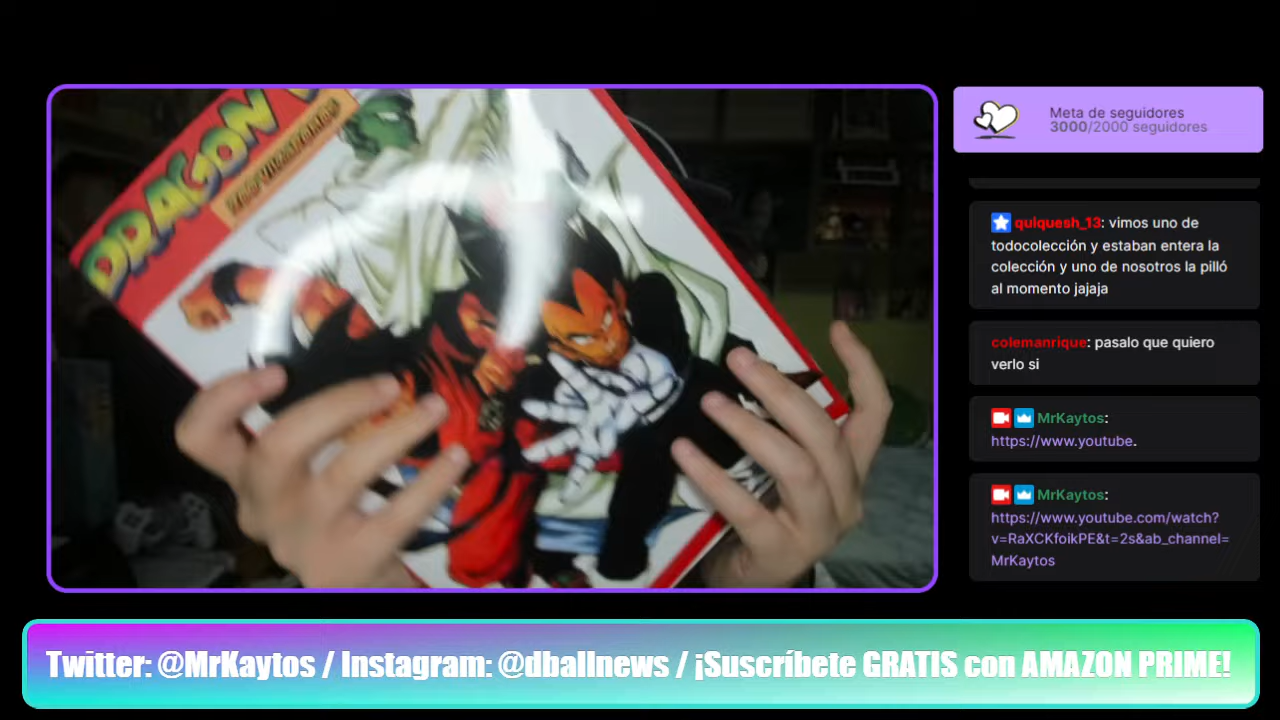 DRAGON
Meta de seguidores
3000/2000 seguidores
quiquesh_13: vimos uno de
todocolección y estaban entera la
colección y uno de nosotros la pilló
al momento jajaja
colemanrique: pasalo que quiero
verlo si
MrKaytos:
https://www.youtube.
MrKaytos:
https://www.youtube.com/watch?
v=RaXCKfoikPE&t=2s&ab_channel=
MrKaytos
Twitter: @MrKaytos / Instagram: @dballnews / ¡Suscríbete GRATIS con AMAZON PRIME!